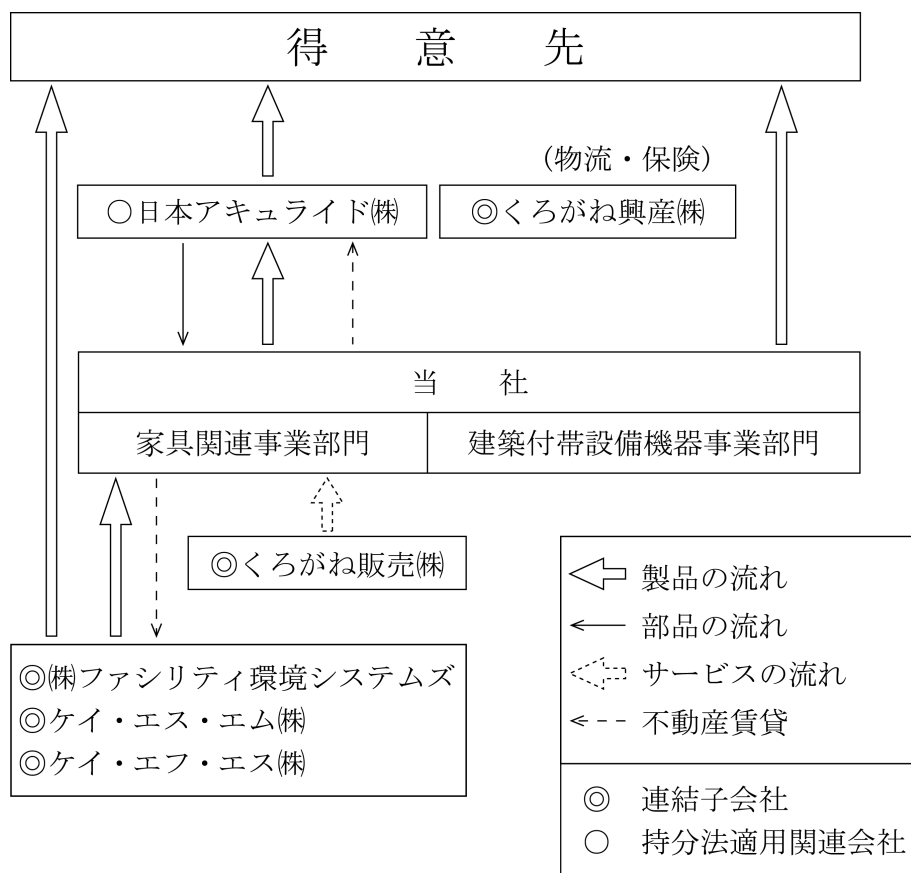 得意先
(物流・保険)
○日本アキュライド㈱
◎くろがね興産㈱
当社
家具関連事業部門
建築付帯設備機器事業部門
◎くろがね販売㈱
◎㈱ファシリティ環境システムズ
◎ケイ・エス・エム㈱
◎ケイ・エフ・エス㈱
製品の流れ
部品の流れ
サービスの流れ
不動産賃貸
◎ 連結子会社
○ 持分法適用関連会社